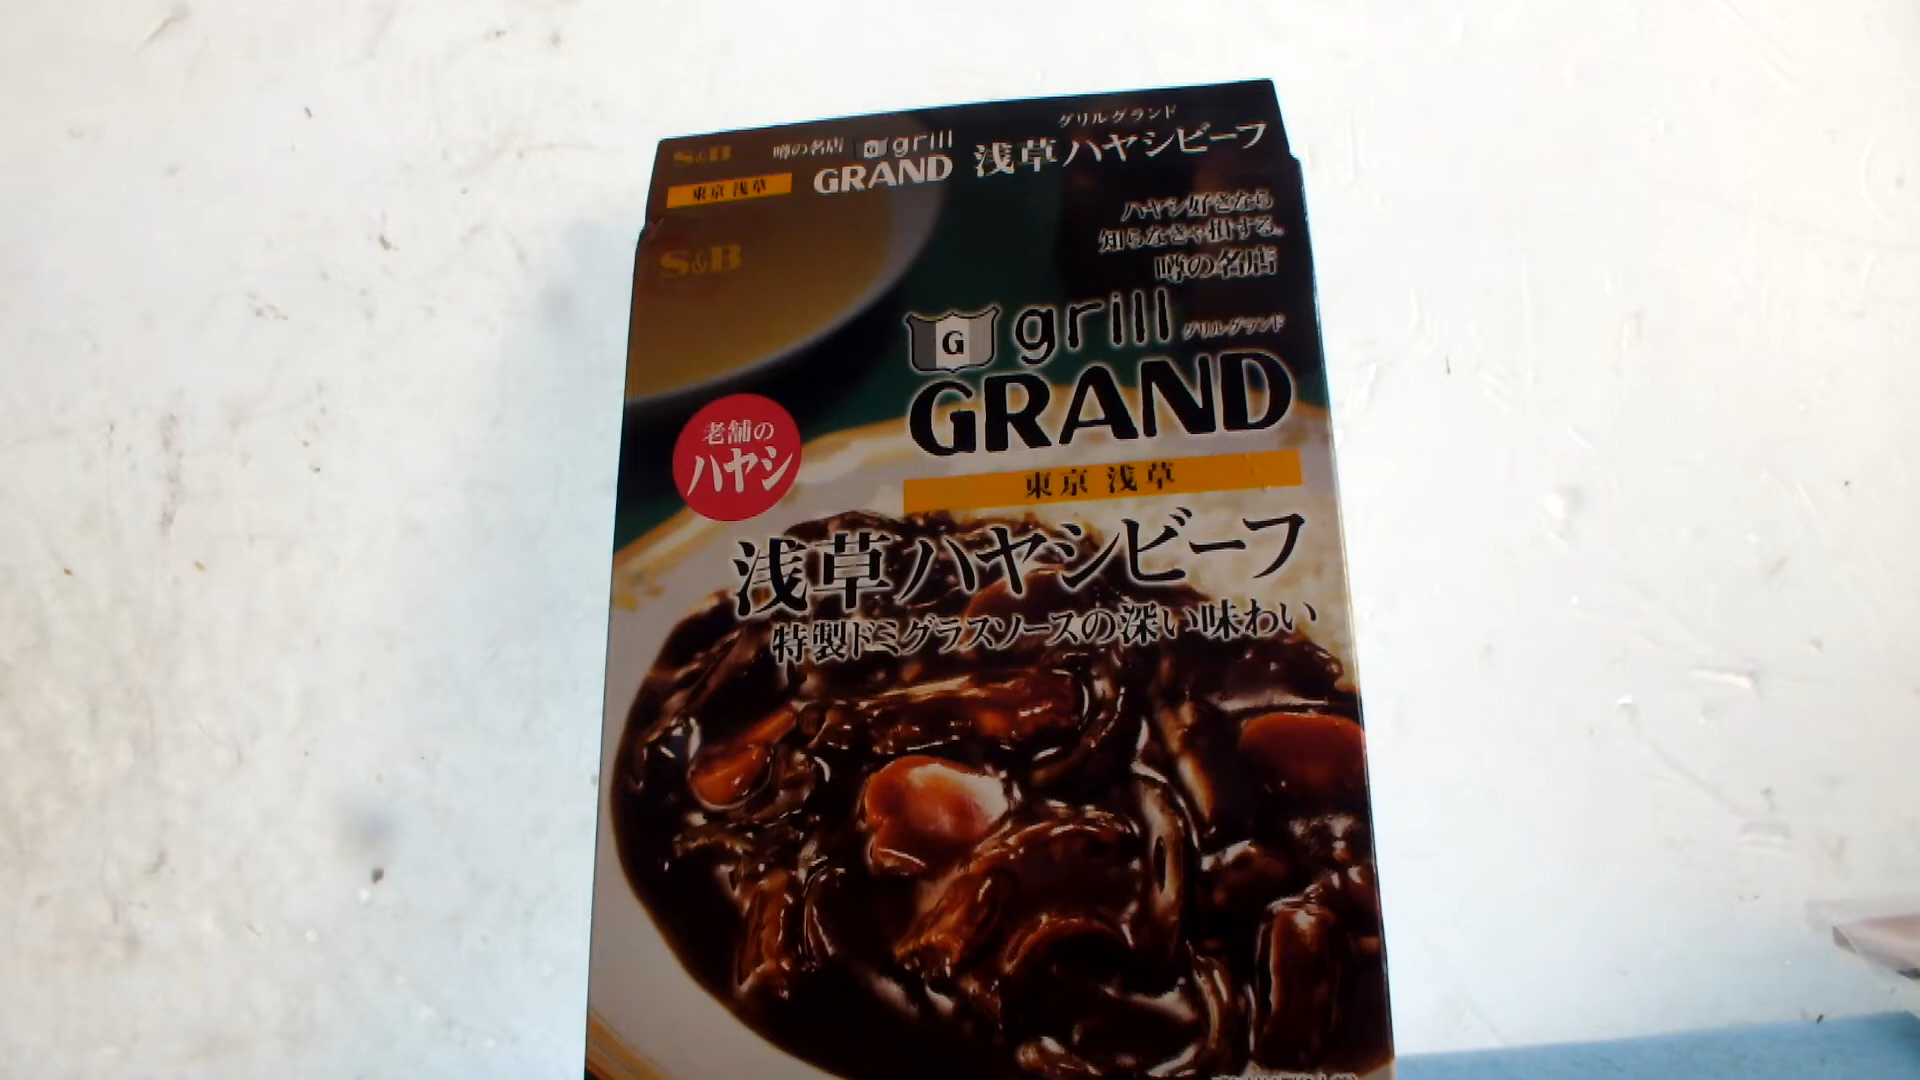 グリルグランド
S&B 噂の名店 G grill 浅草ハヤシビーフ
東京 浅草 GRAND
ハヤシ好きなら
知らなきゃ損する。
噂の名店
S&B
G grill グリルグランド
GRAND
老舗の
ハヤシ
東京 浅草
浅草ハヤシビーフ
特製ドミグラスソースの深い味わい